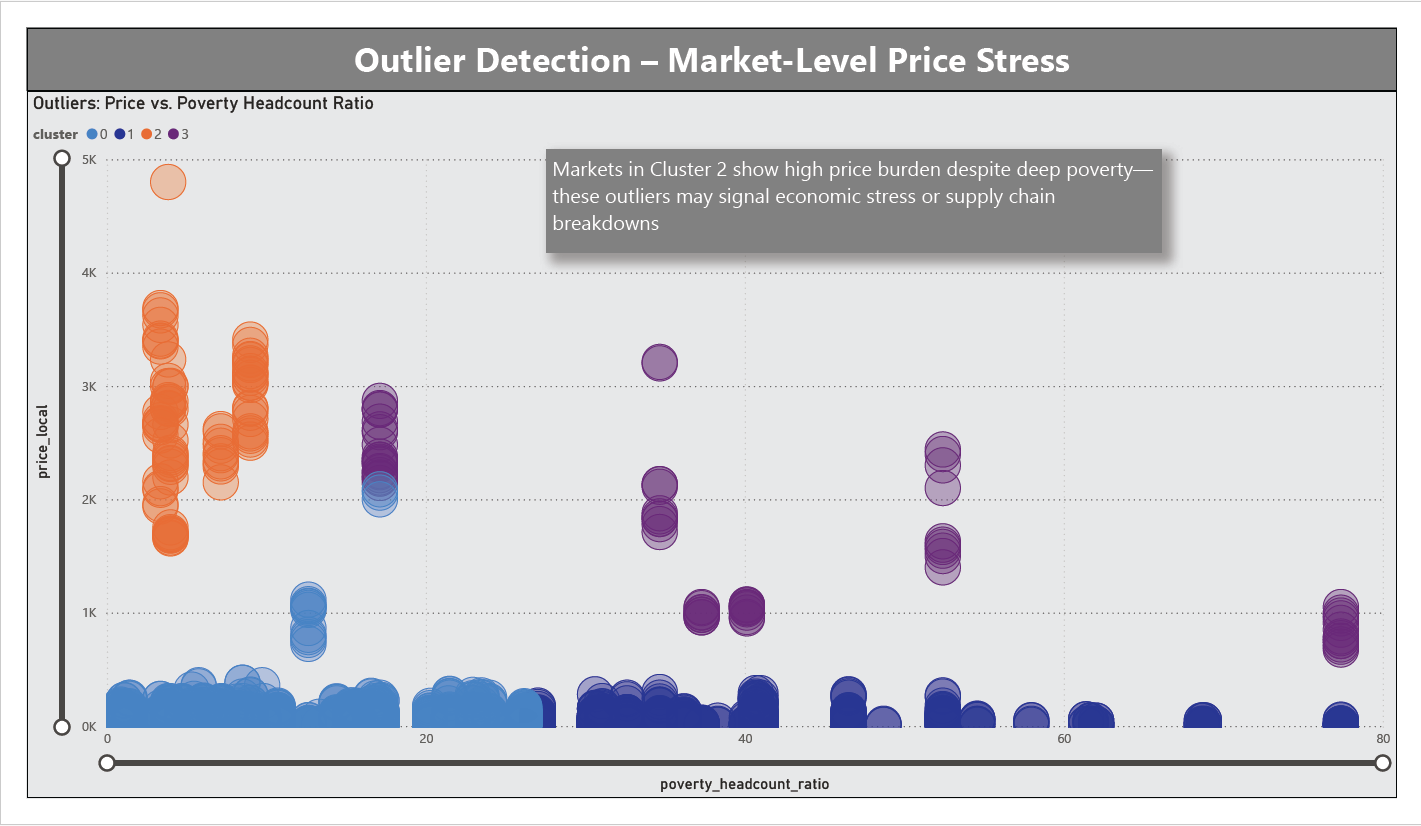 Outlier Detection – Market-Level Price Stress
Outliers: Price vs. Poverty Headcount Ratio
cluster 0 1 2 3
Markets in Cluster 2 show high price burden despite deep poverty—
these outliers may signal economic stress or supply chain
breakdowns
5K
4K
3K
2K
1K
0K
price_local
0 20 40 60 80
poverty_headcount_ratio